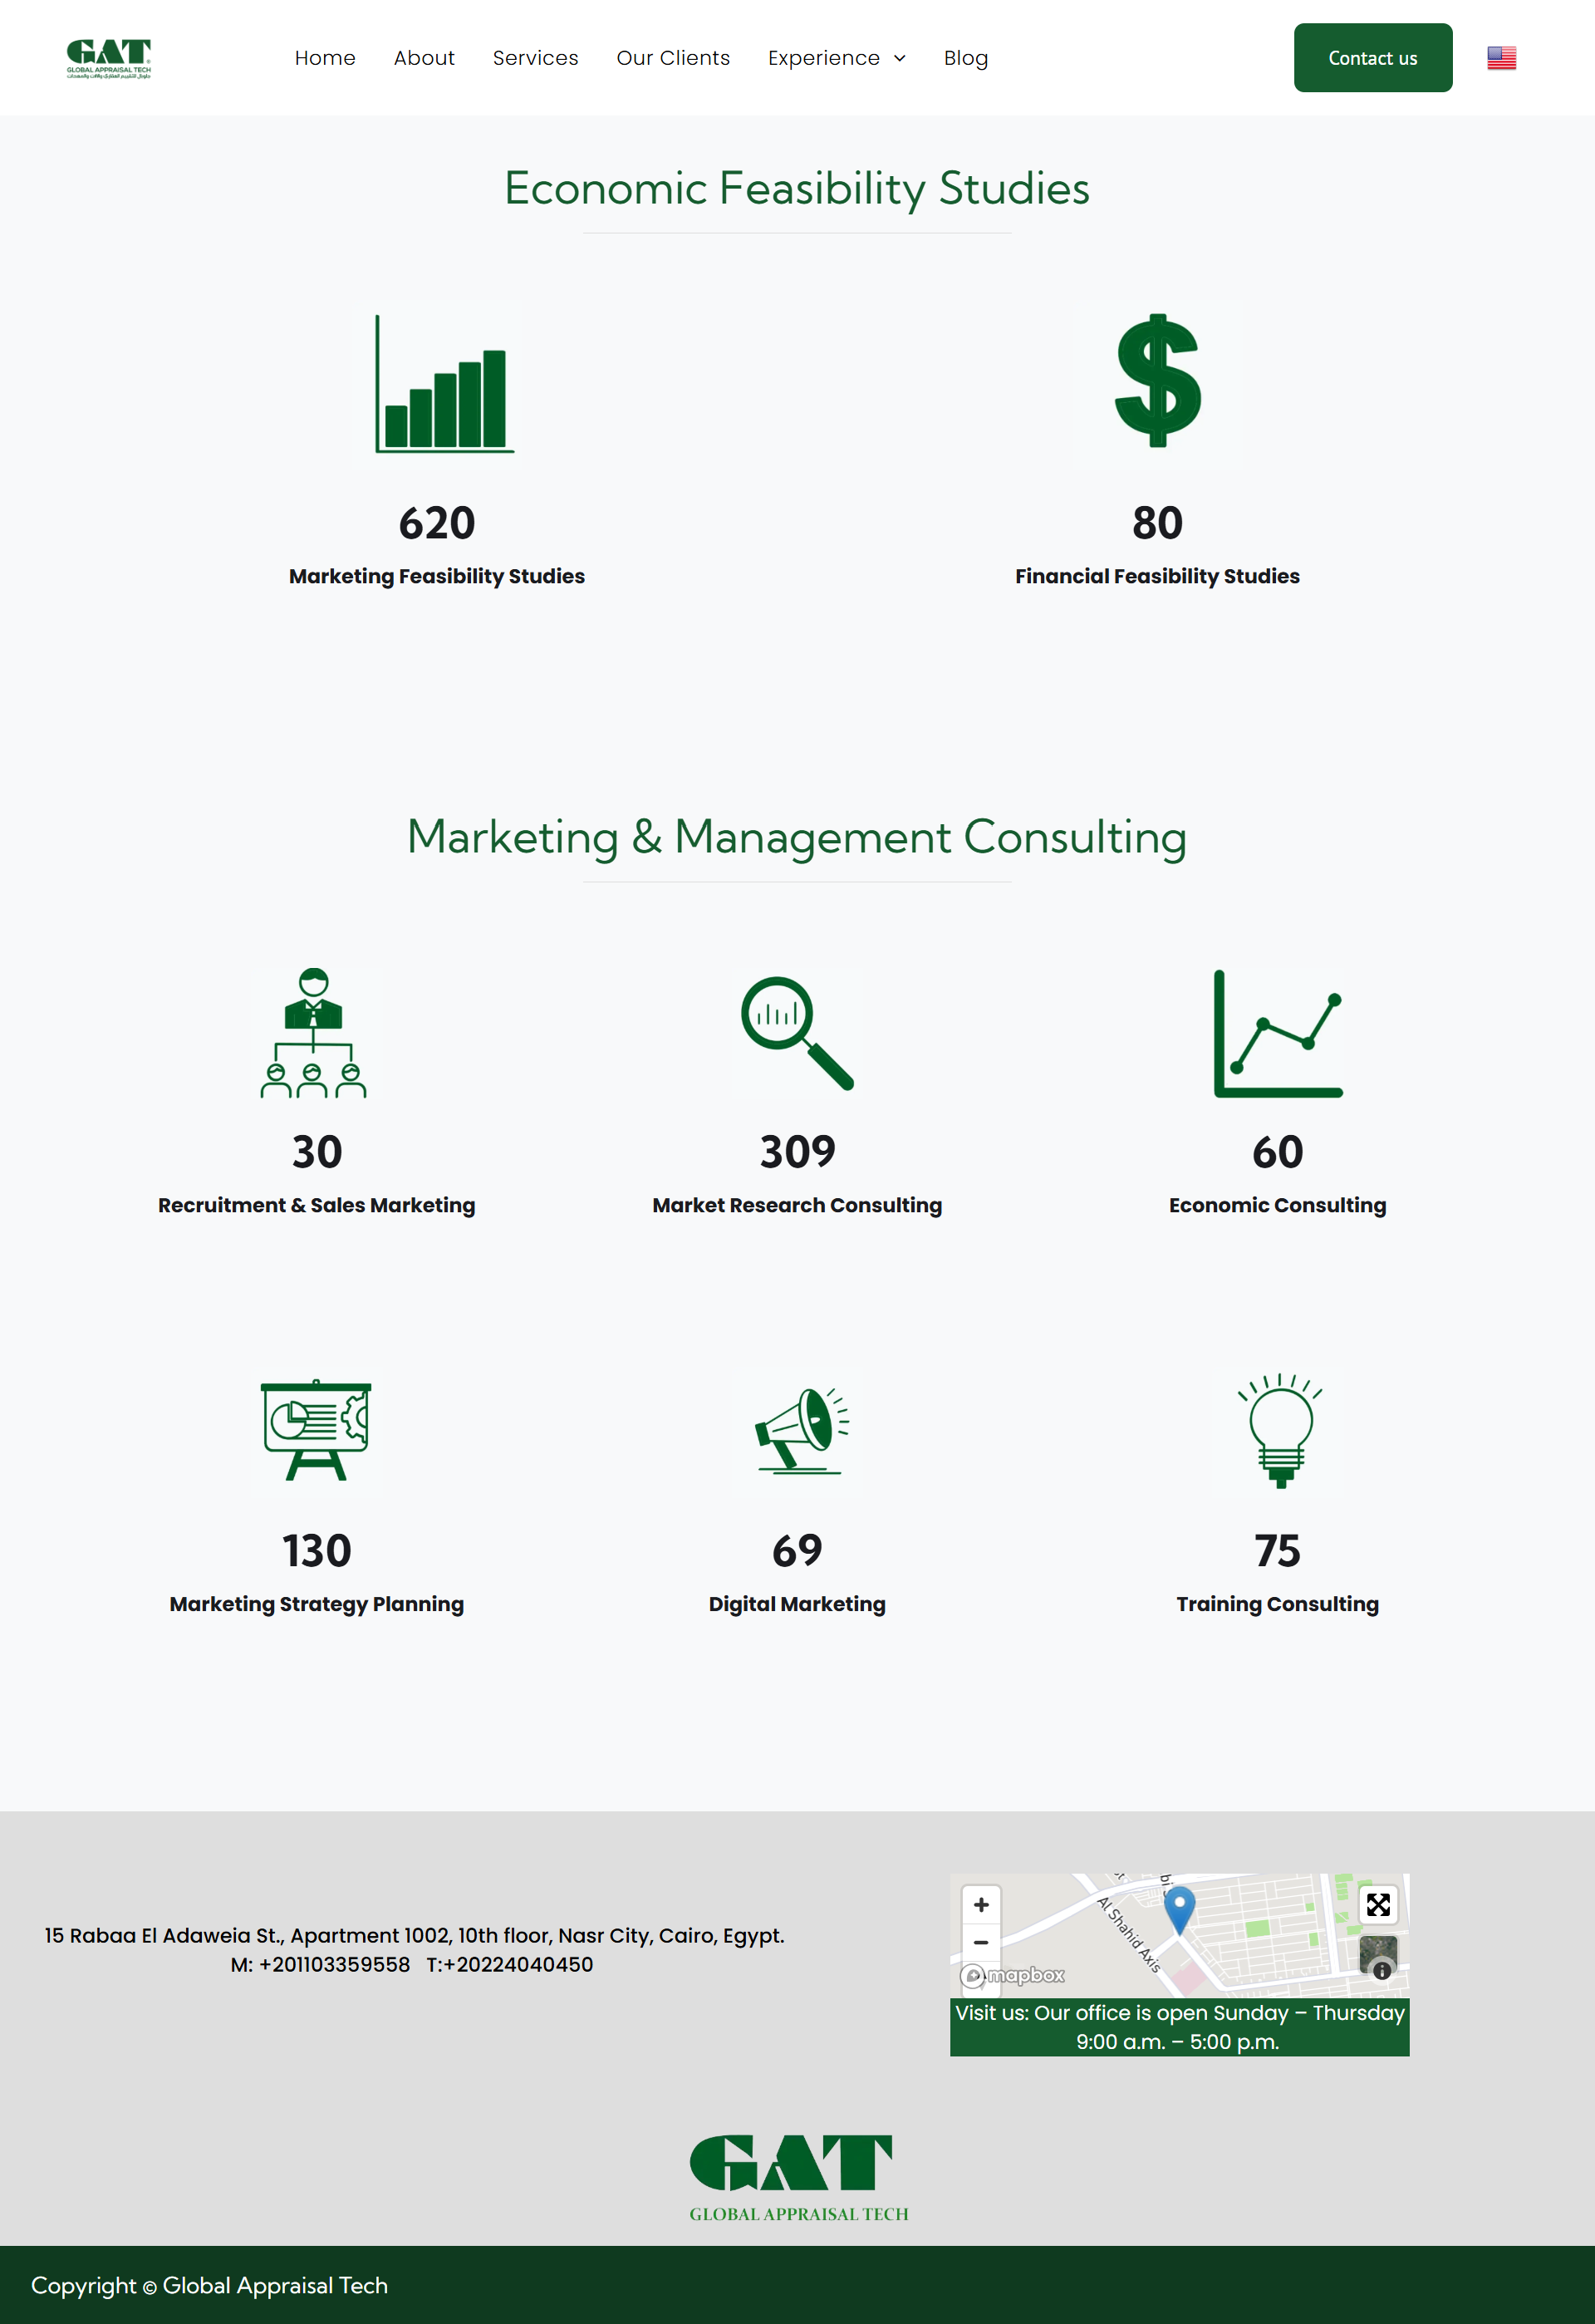 GAT
GLOBAL APPRAISAL TECH
Home About Services Our Clients Experience Blog
Contact us
Economic Feasibility Studies
620
Marketing Feasibility Studies
80
Financial Feasibility Studies
Marketing & Management Consulting
30
Recruitment & Sales Marketing
309
Market Research Consulting
60
Economic Consulting
130
Marketing Strategy Planning
69
Digital Marketing
75
Training Consulting
15 Rabaa El Adaweia St., Apartment 1002, 10th floor, Nasr City, Cairo, Egypt.
M: +201103359558 T:+20224040450
Al Shahid Axis
mapbox
Visit us: Our office is open Sunday – Thursday
9:00 a.m. – 5:00 p.m.
GAT
GLOBAL APPRAISAL TECH
Copyright © Global Appraisal Tech